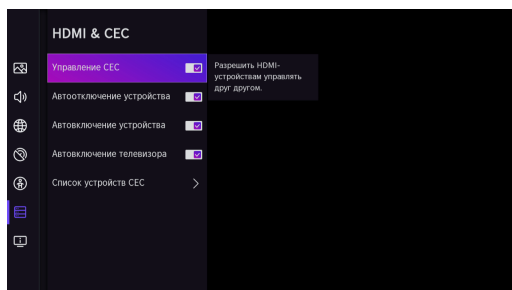 HDMI & CEC
Управление CEC
Разрешить HDMI-
устройствам управлять
друг другом.
Автоотключение устройства
Автовключение устройства
Автовключение телевизора
Список устройств CEC